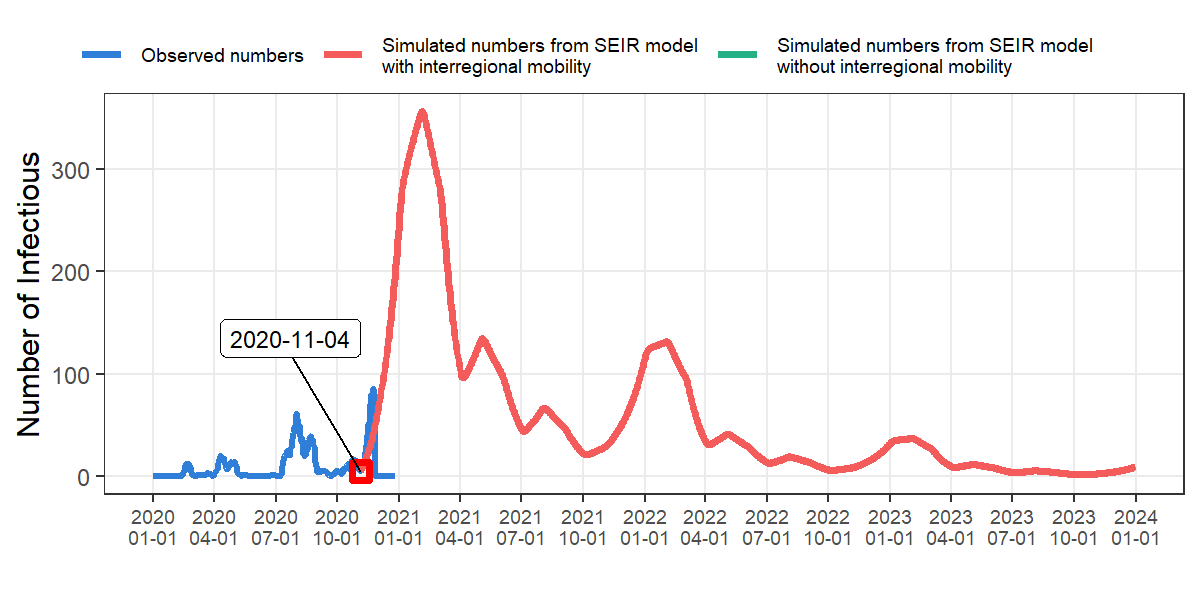 Observed numbers
Simulated numbers from SEIR model
with interregional mobility
Simulated numbers from SEIR model
without interregional mobility
Number of Infectious
300
200
100
0
2020-11-04
2020 2020 2020 2020 2021 2021 2021 2021 2022 2022 2022 2022 2023 2023 2023 2023 2024
01-01 04-01 07-01 10-01 01-01 04-01 07-01 10-01 01-01 04-01 07-01 10-01 01-01 04-01 07-01 10-01 01-01